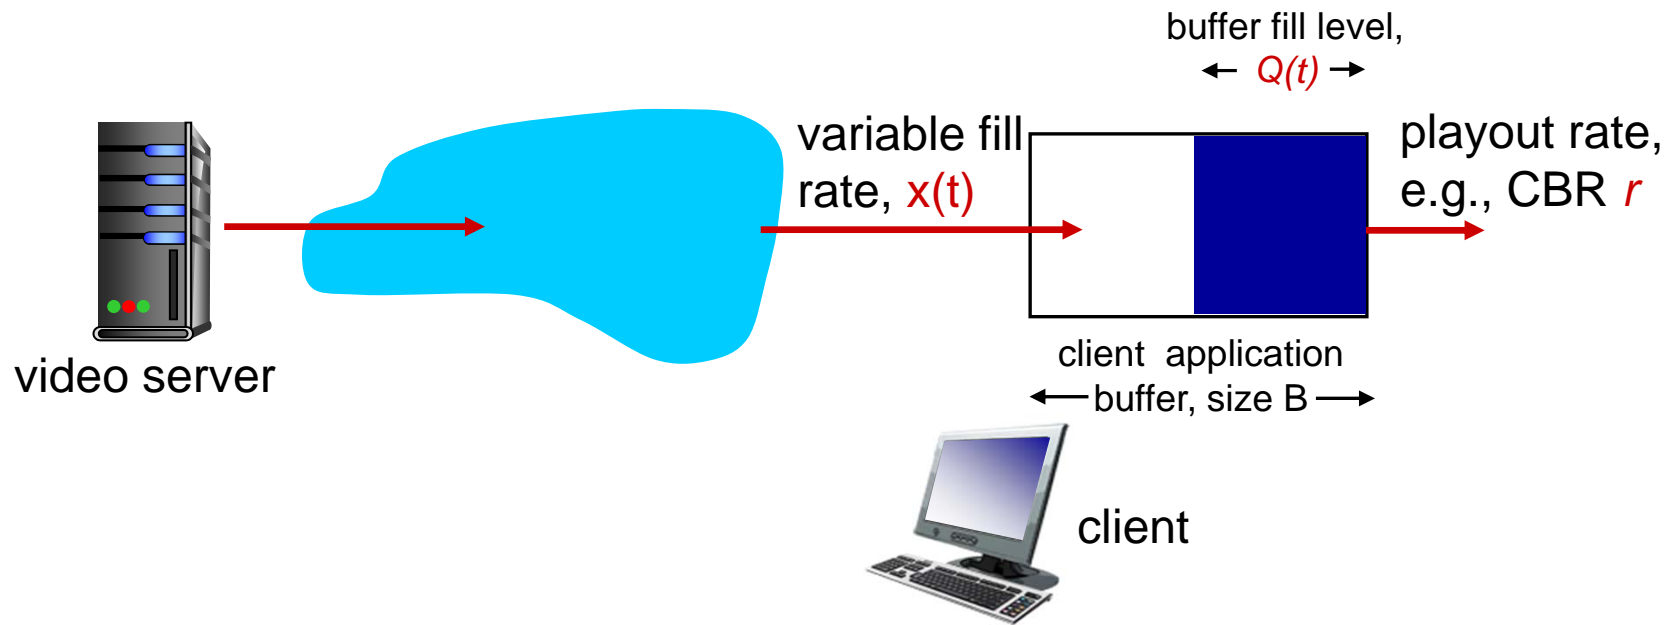 buffer fill level,
Q(t)
variable fill
rate, x(t)
playout rate,
e.g., CBR r
video server
client application
buffer, size B
client